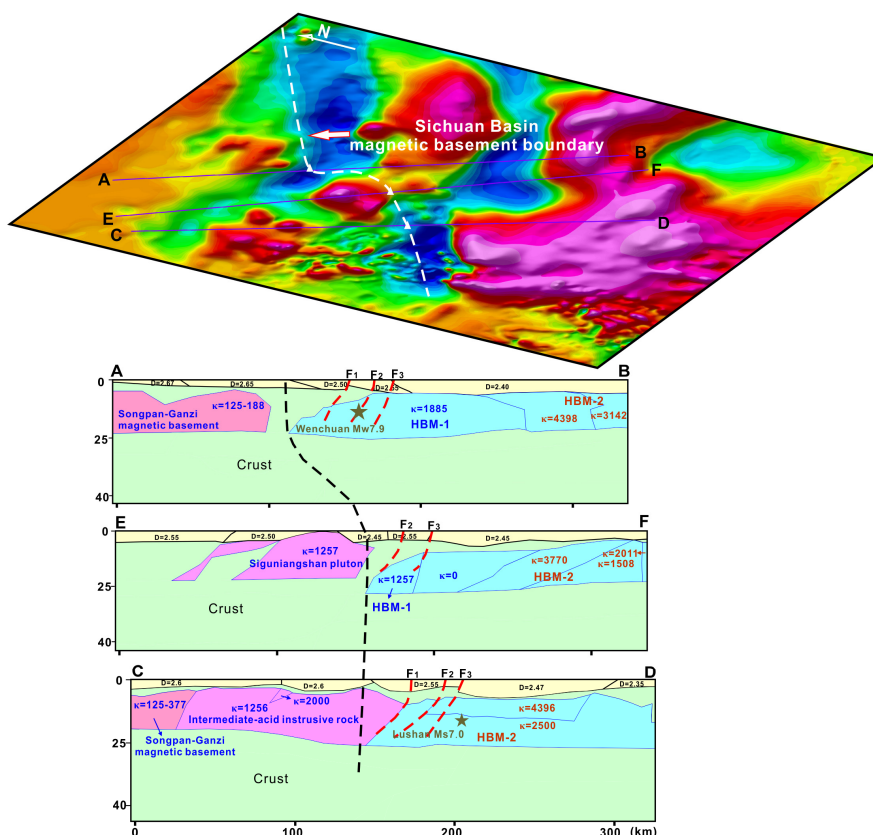 N
Sichuan Basin
magnetic basement boundary
A
B
E
F
C
D
A
B
F1 F2 F3
0
D=2.67
D=2.65
D=2.50
D=2.55
D=2.40
κ=125-188
Songpan-Ganzi
magnetic basement
κ=1885
HBM-1
Wenchuan Mw7.9
HBM-2
κ=4398
κ=3142
25
Crust
40
E
F
F2 F3
0
D=2.55
D=2.50
D=2.45
D=2.55
D=2.45
κ=1257
Siguniangshan pluton
κ=1257
κ=0
κ=3770
HBM-2
κ=2011
κ=1508
HBM-1
25
Crust
40
C
D
F1 F2 F3
0
D=2.6
D=2.6
D=2.55
D=2.47
D=2.35
κ=125-377
κ=1256
κ=2000
Intermediate-acid instrusive rock
κ=4396
κ=2500
Lushan Ms7.0
HBM-2
Songpan-Ganzi
magnetic basement
25
Crust
40
0 100 200 300 (km)